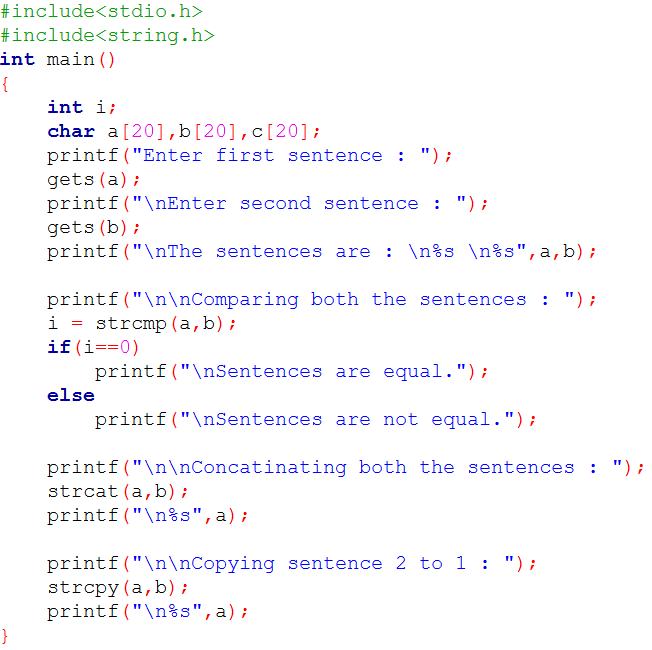 #include<stdio.h>
#include<string.h>
int main()
{
    int i;
    char a[20],b[20],c[20];
    printf("Enter first sentence : ");
    gets(a);
    printf("\nEnter second sentence : ");
    gets(b);
    printf("\nThe sentences are : \n%s \n%s",a,b);

    printf("\n\nComparing both the sentences : ");
    i = strcmp(a,b);
    if(i==0)
        printf("\nSentences are equal.");
    else
        printf("\nSentences are not equal.");

    printf("\n\nConcatinating both the sentences : ");
    strcat(a,b);
    printf("\n%s",a);

    printf("\n\nCopying sentence 2 to 1 : ");
    strcpy(a,b);
    printf("\n%s",a);
}